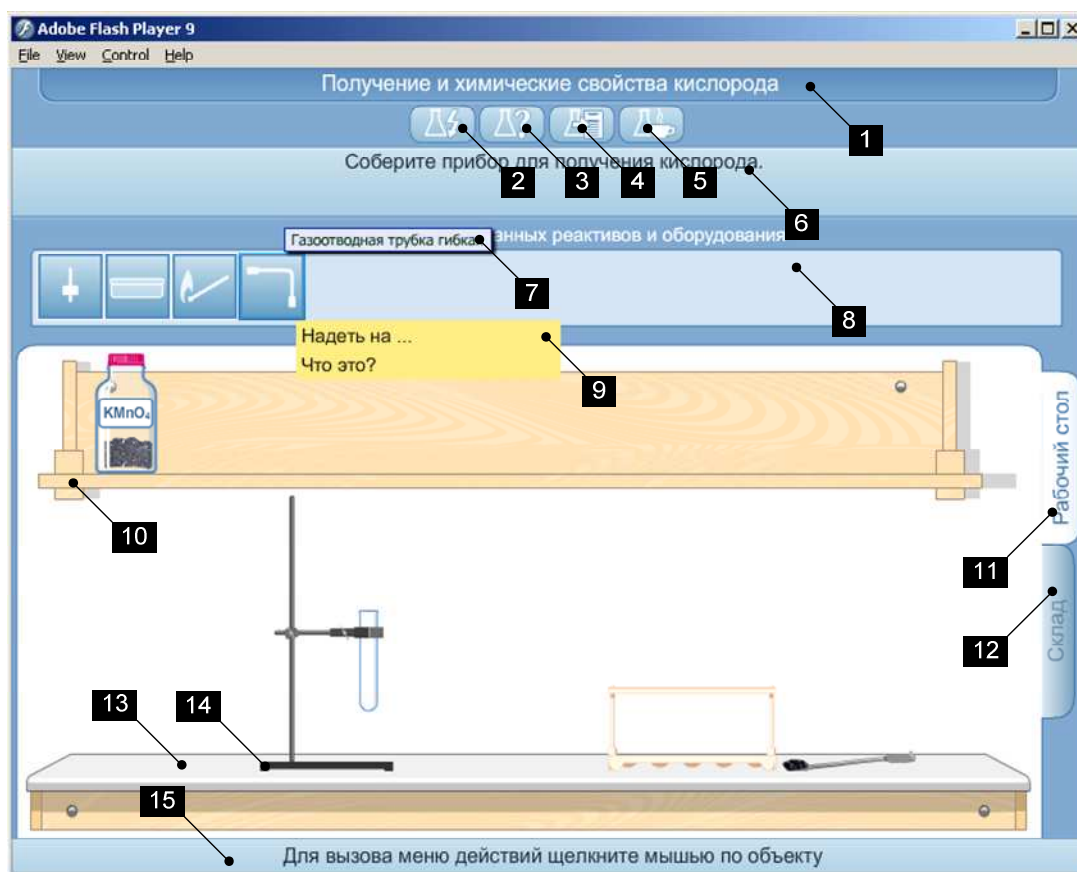 Adobe Flash Player 9
File View Control Help
Получение и химические свойства кислорода
1
2
3
4
5
Соберите прибор для получения кислорода.
6
Газоотводная трубка гибкая
анных реактивов и оборудования
7
8
Надеть на ...
Что это?
9
KMnO₄
10
Рабочий стол
11
Склад
12
13
14
15
Для вызова меню действий щелкните мышью по объекту